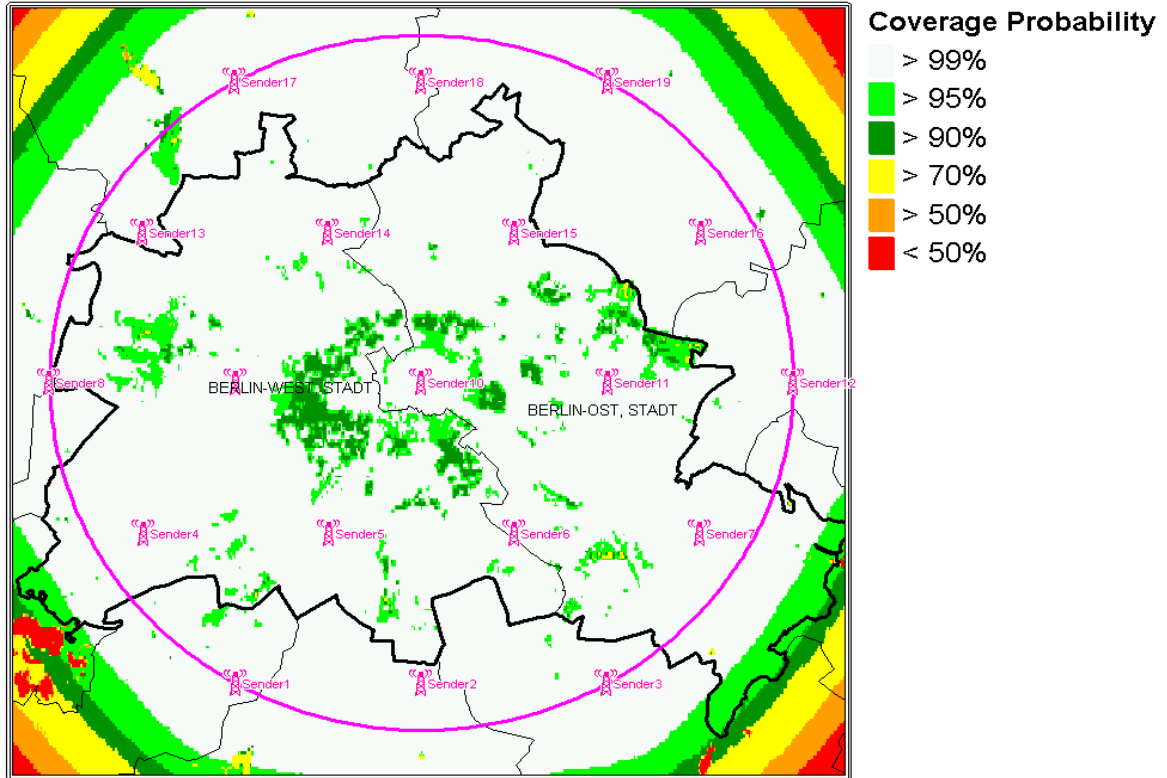 Coverage Probability
> 99%
> 95%
> 90%
> 70%
> 50%
< 50%
Sender17
Sender18
Sender19
Sender13
Sender14
Sender15
Sender16
Sender8
BERLIN-WEST, STADT
Sender10
Sender11
Sender12
BERLIN-OST, STADT
Sender4
Sender5
Sender6
Sender7
Sender1
Sender2
Sender3